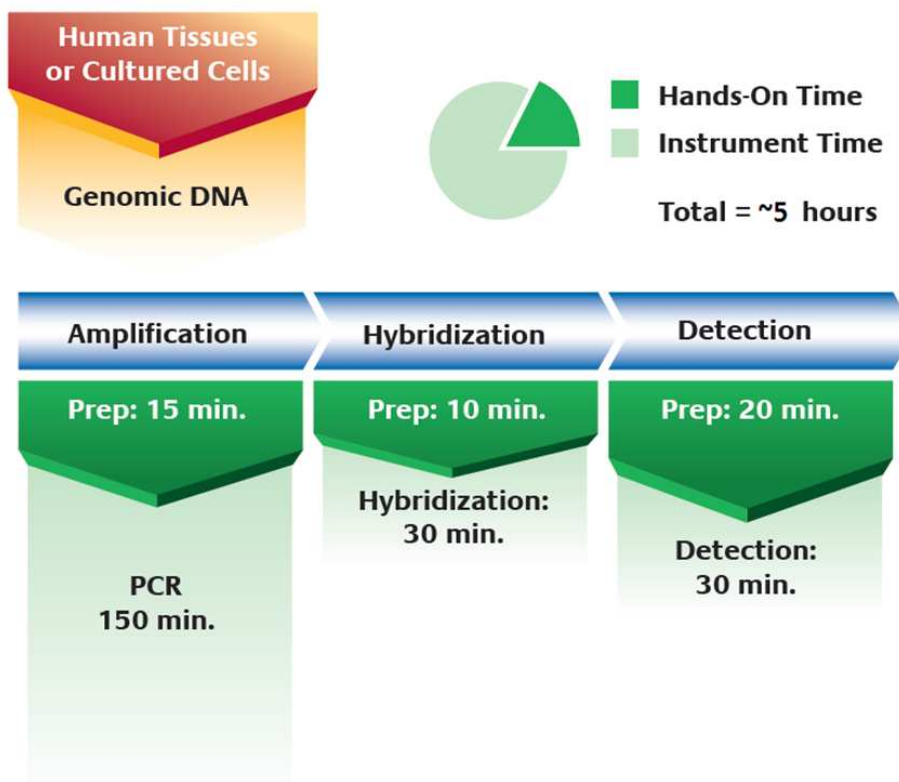 Human Tissues
or Cultured Cells
Genomic DNA
Hands-On Time
Instrument Time
Total = ~5 hours
Amplification
Hybridization
Detection
Prep: 15 min.
Prep: 10 min.
Prep: 20 min.
PCR
150 min.
Hybridization:
30 min.
Detection:
30 min.